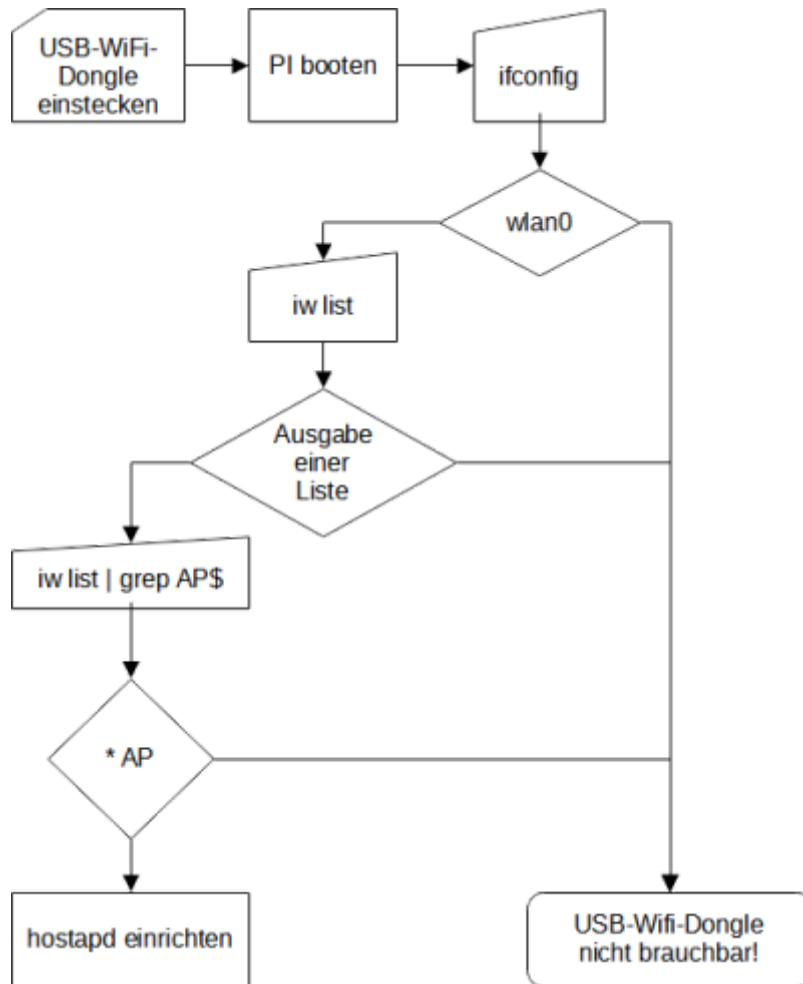 USB-WiFi-
Dongle
einstecken
PI booten
ifconfig
wlan0
iw list
Ausgabe
einer
Liste
iw list | grep AP$
* AP
hostapd einrichten
USB-Wifi-Dongle
nicht brauchbar!